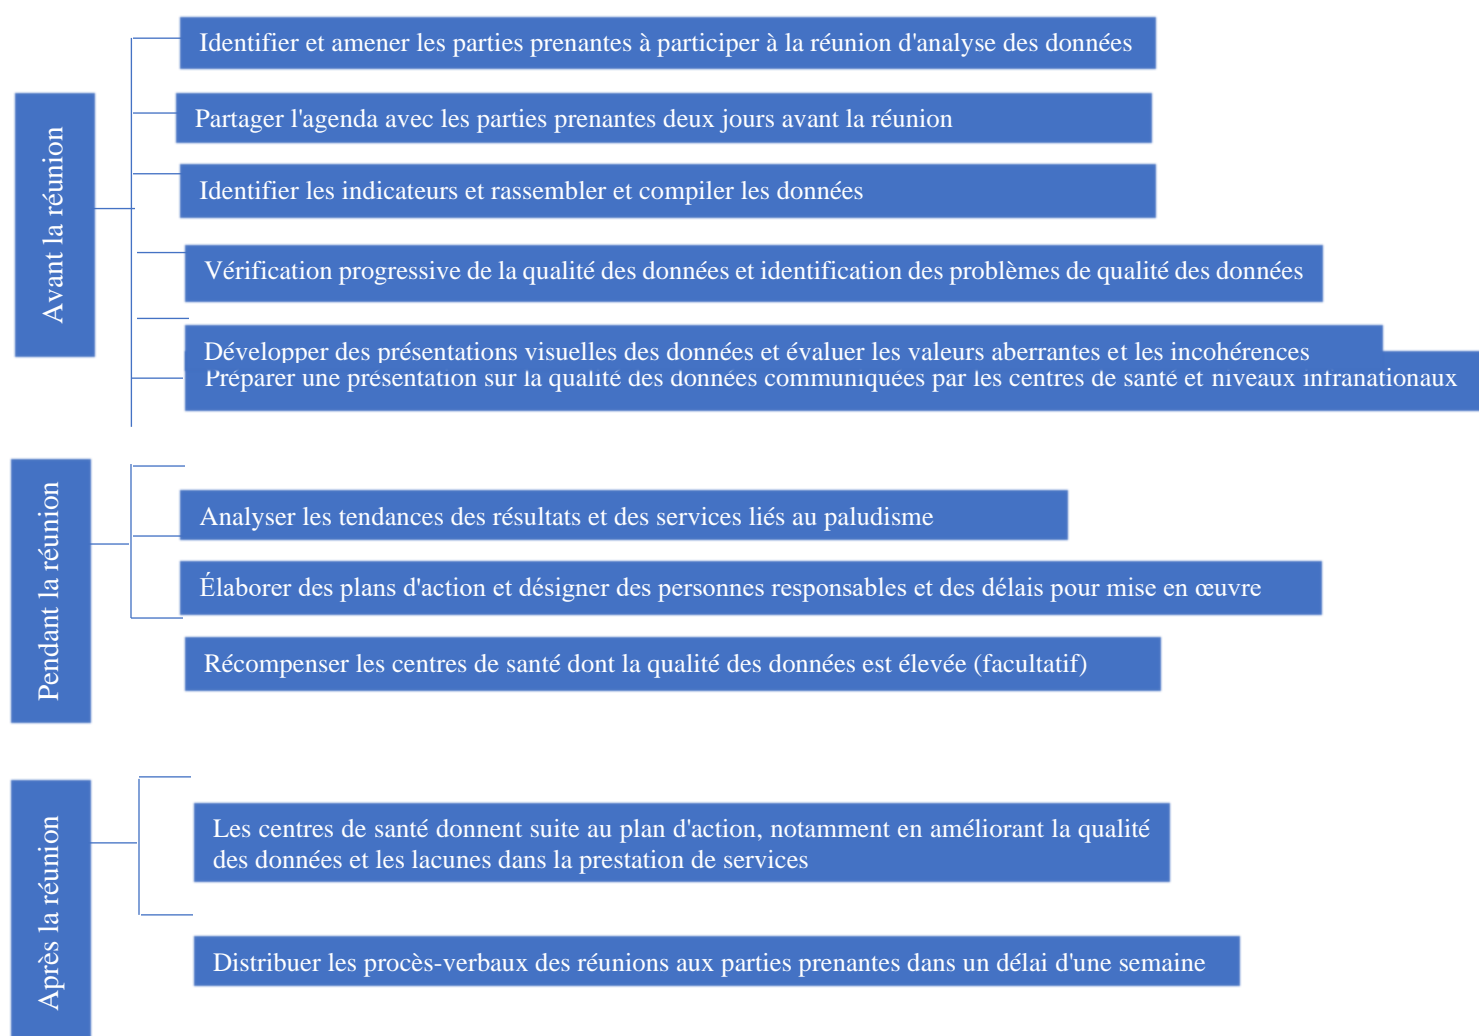 Avant la réunion
Identifier et amener les parties prenantes à participer à la réunion d'analyse des données
Partager l'agenda avec les parties prenantes deux jours avant la réunion
Identifier les indicateurs et rassembler et compiler les données
Vérification progressive de la qualité des données et identification des problèmes de qualité des données
Développer des présentations visuelles des données et évaluer les valeurs aberrantes et les incohérences
Préparer une présentation sur la qualité des données communiquées par les centres de santé et niveaux infranationaux
Pendant la réunion
Analyser les tendances des résultats et des services liés au paludisme
Élaborer des plans d'action et désigner des personnes responsables et des délais pour mise en œuvre
Récompenser les centres de santé dont la qualité des données est élevée (facultatif)
Après la réunion
Les centres de santé donnent suite au plan d'action, notamment en améliorant la qualité
des données et les lacunes dans la prestation de services
Distribuer les procès-verbaux des réunions aux parties prenantes dans un délai d'une semaine